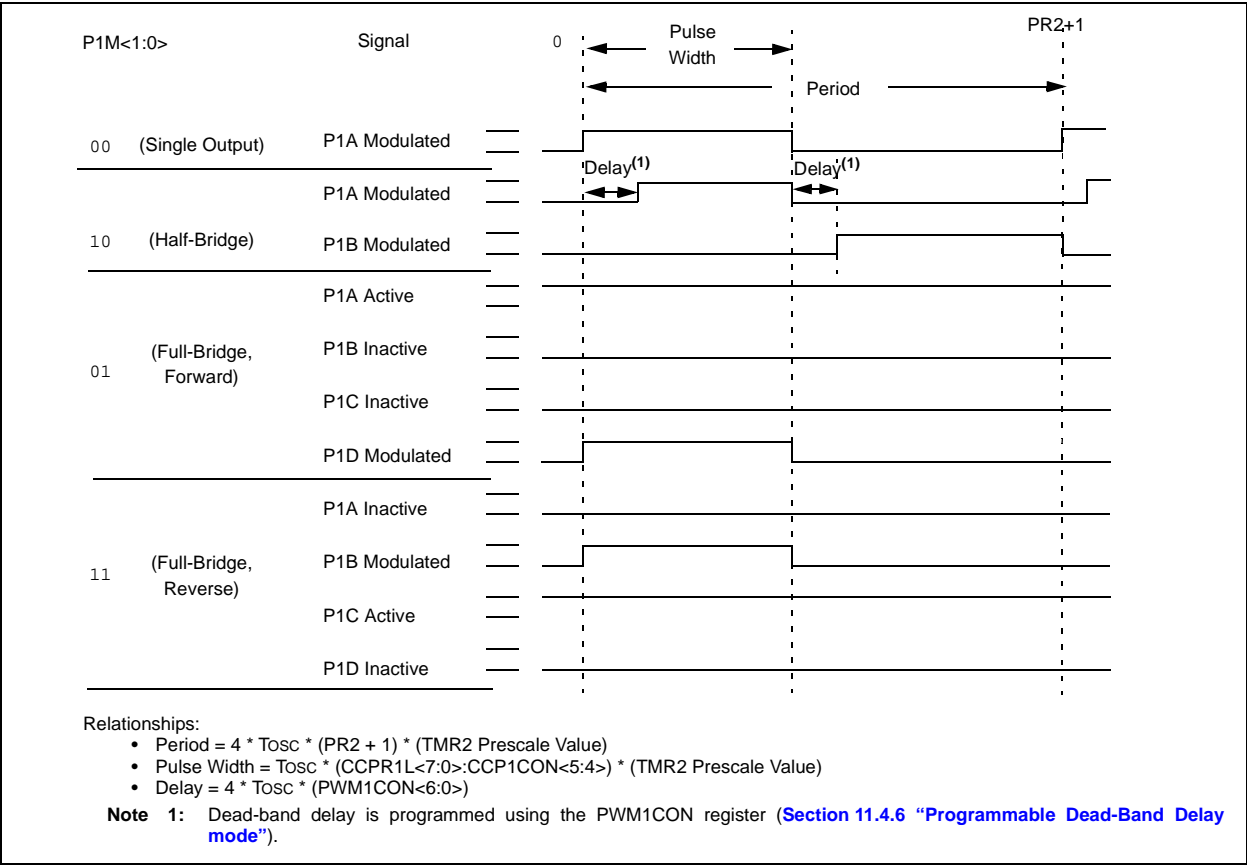 P1M<1:0> Signal 0 Pulse Width PR2+1
Period
00 (Single Output) P1A Modulated
Delay(1) Delay(1)
P1A Modulated
10 (Half-Bridge) P1B Modulated
P1A Active
01 (Full-Bridge, Forward) P1B Inactive
P1C Inactive
P1D Modulated
P1A Inactive
11 (Full-Bridge, Reverse) P1B Modulated
P1C Active
P1D Inactive
Relationships:
• Period = 4 * TOSC * (PR2 + 1) * (TMR2 Prescale Value)
• Pulse Width = TOSC * (CCPR1L<7:0>:CCP1CON<5:4>) * (TMR2 Prescale Value)
• Delay = 4 * TOSC * (PWM1CON<6:0>)
Note 1: Dead-band delay is programmed using the PWM1CON register (Section 11.4.6 “Programmable Dead-Band Delay
mode”).